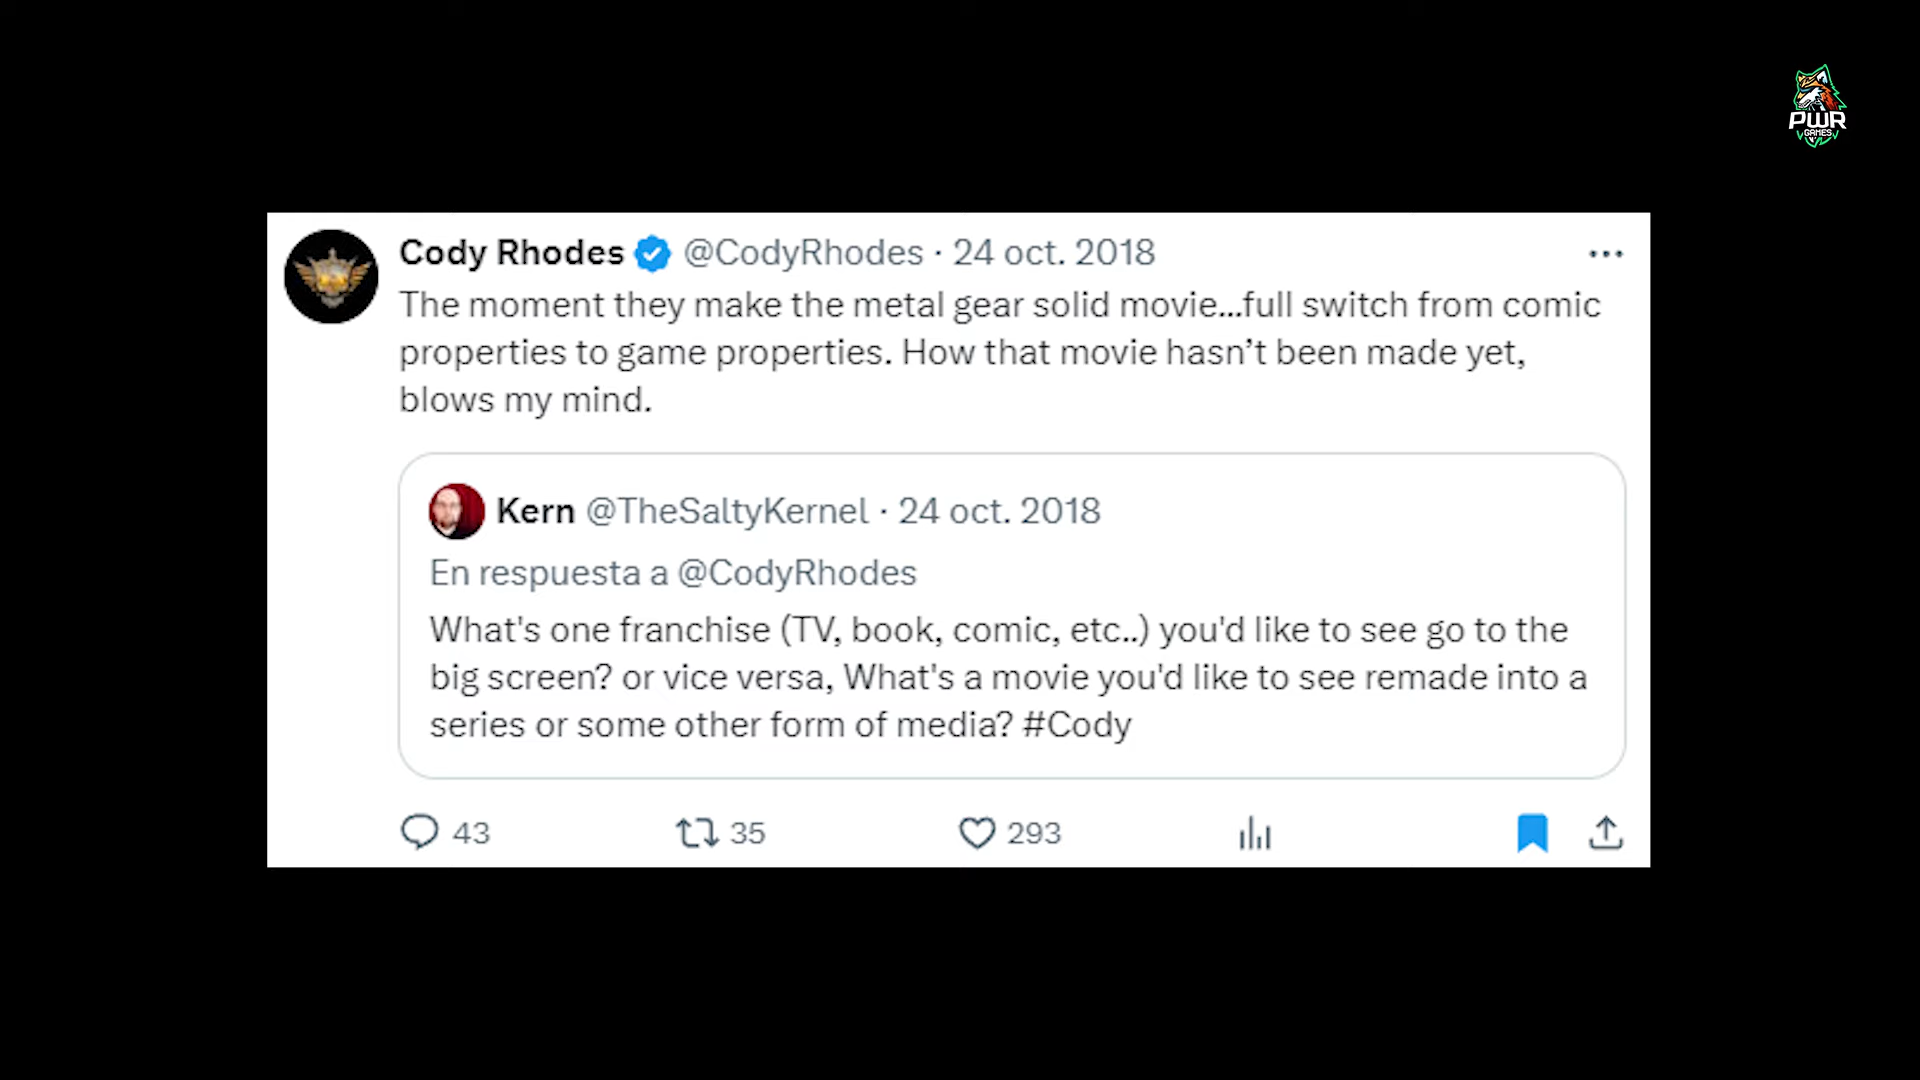 PWR
GAMES
Cody Rhodes @CodyRhodes · 24 oct. 2018
The moment they make the metal gear solid movie...full switch from comic
properties to game properties. How that movie hasn’t been made yet,
blows my mind.
Kern @TheSaltyKernel · 24 oct. 2018
En respuesta a @CodyRhodes
What's one franchise (TV, book, comic, etc..) you'd like to see go to the
big screen? or vice versa, What's a movie you'd like to see remade into a
series or some other form of media? #Cody
43 35 293